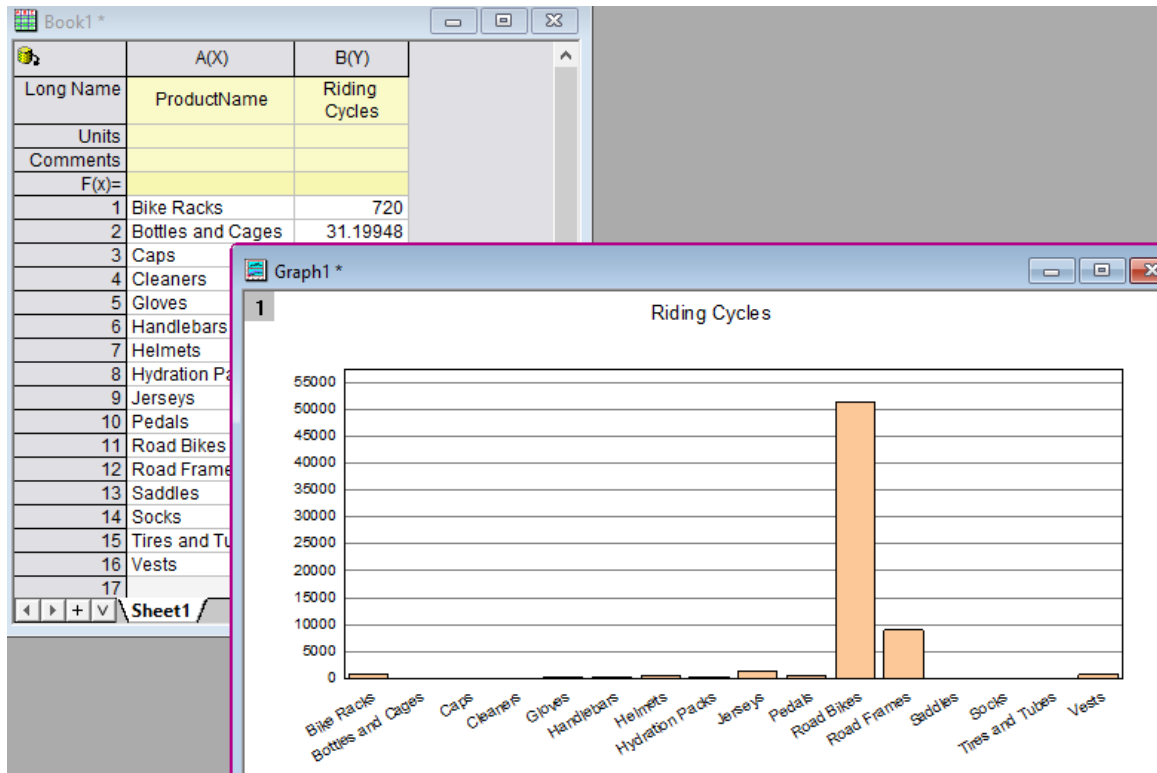 Book1 *
A(X) B(Y)
Long Name ProductName Riding Cycles
Units
Comments
F(x)=
1 Bike Racks 720
2 Bottles and Cages 31.19948
3 Caps
4 Cleaners
5 Gloves
6 Handlebars
7 Helmets
8 Hydration Pa
9 Jerseys
10 Pedals
11 Road Bikes
12 Road Frame
13 Saddles
14 Socks
15 Tires and Tu
16 Vests
17
Sheet1
Graph1 *
1
Riding Cycles
55000
50000
45000
40000
35000
30000
25000
20000
15000
10000
5000
0
Bike Racks
Bottles and Cages
Caps
Cleaners
Gloves
Handlebars
Helmets
Hydration Packs
Jerseys
Pedals
Road Bikes
Road Frames
Saddles
Socks
Tires and Tubes
Vests